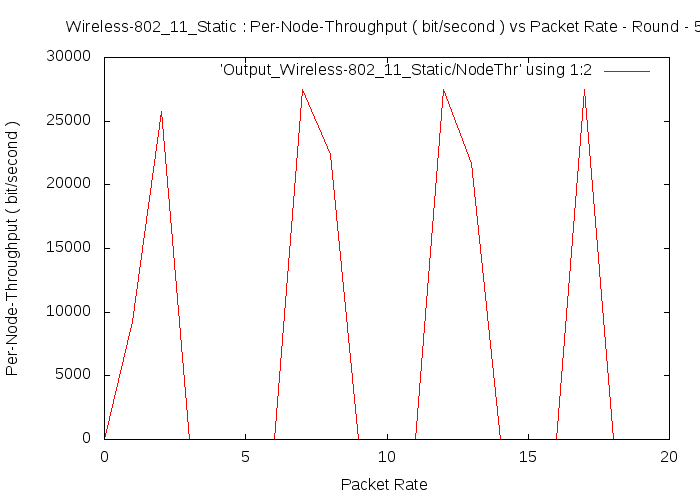 Wireless-802_11_Static : Per-Node-Throughput ( bit/second ) vs Packet Rate - Round - 5
'Output_Wireless-802_11_Static/NodeThr' using 1:2
Per-Node-Throughput ( bit/second )
30000
25000
20000
15000
10000
5000
0
0 5 10 15 20
Packet Rate